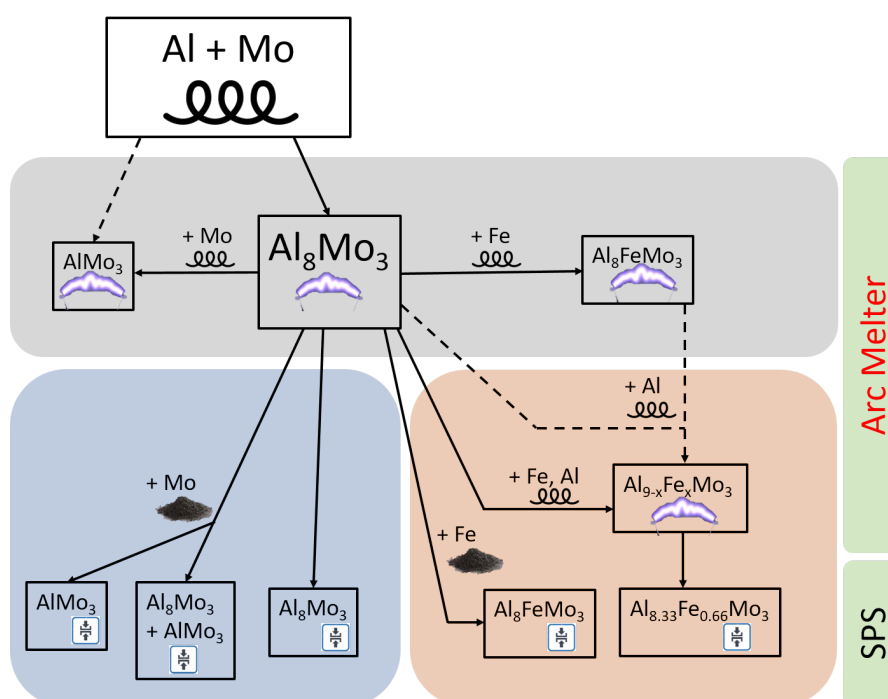 Al + Mo
+ Mo
+ Fe
AlMo₃
Al₈Mo₃
Al₈FeMo₃
Arc Melter
+ Al
+ Mo
+ Fe, Al
Al₉₋ₓFeₓMo₃
+ Fe
AlMo₃
Al₈Mo₃
+ AlMo₃
Al₈Mo₃
Al₈FeMo₃
Al₈.₃₃Fe₀.₆₆Mo₃
SPS